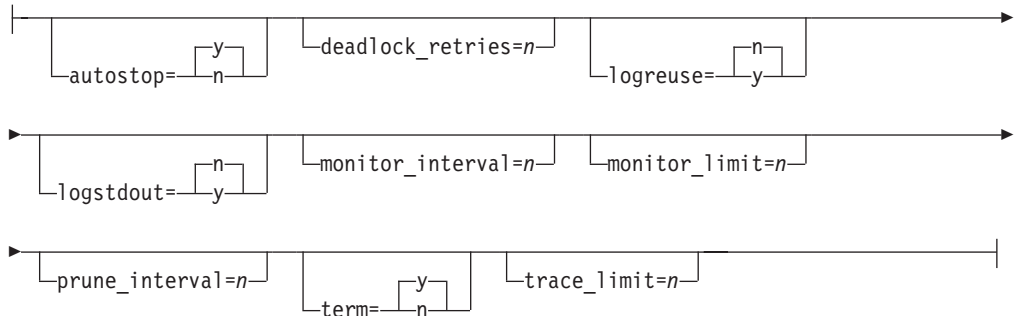 y
autostop= n
deadlock_retries=n
n
logreuse= y
n
logstdout= y
monitor_interval=n
monitor_limit=n
prune_interval=n
y
term= n
trace_limit=n